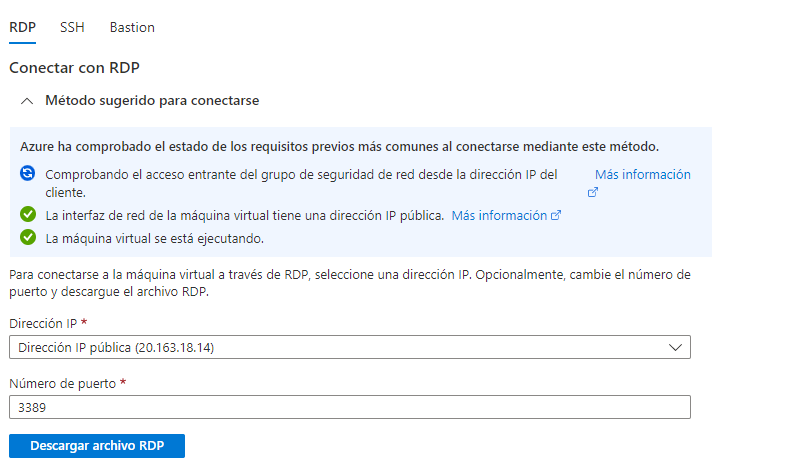 RDP SSH Bastion
Conectar con RDP
Método sugerido para conectarse
Azure ha comprobado el estado de los requisitos previos más comunes al conectarse mediante este método.
Comprobando el acceso entrante del grupo de seguridad de red desde la dirección IP del Más información
cliente.
La interfaz de red de la máquina virtual tiene una dirección IP pública. Más información
La máquina virtual se está ejecutando.
Para conectarse a la máquina virtual a través de RDP, seleccione una dirección IP. Opcionalmente, cambie el número de
puerto y descargue el archivo RDP.
Dirección IP *
Dirección IP pública (20.163.18.14)
Número de puerto *
3389
Descargar archivo RDP